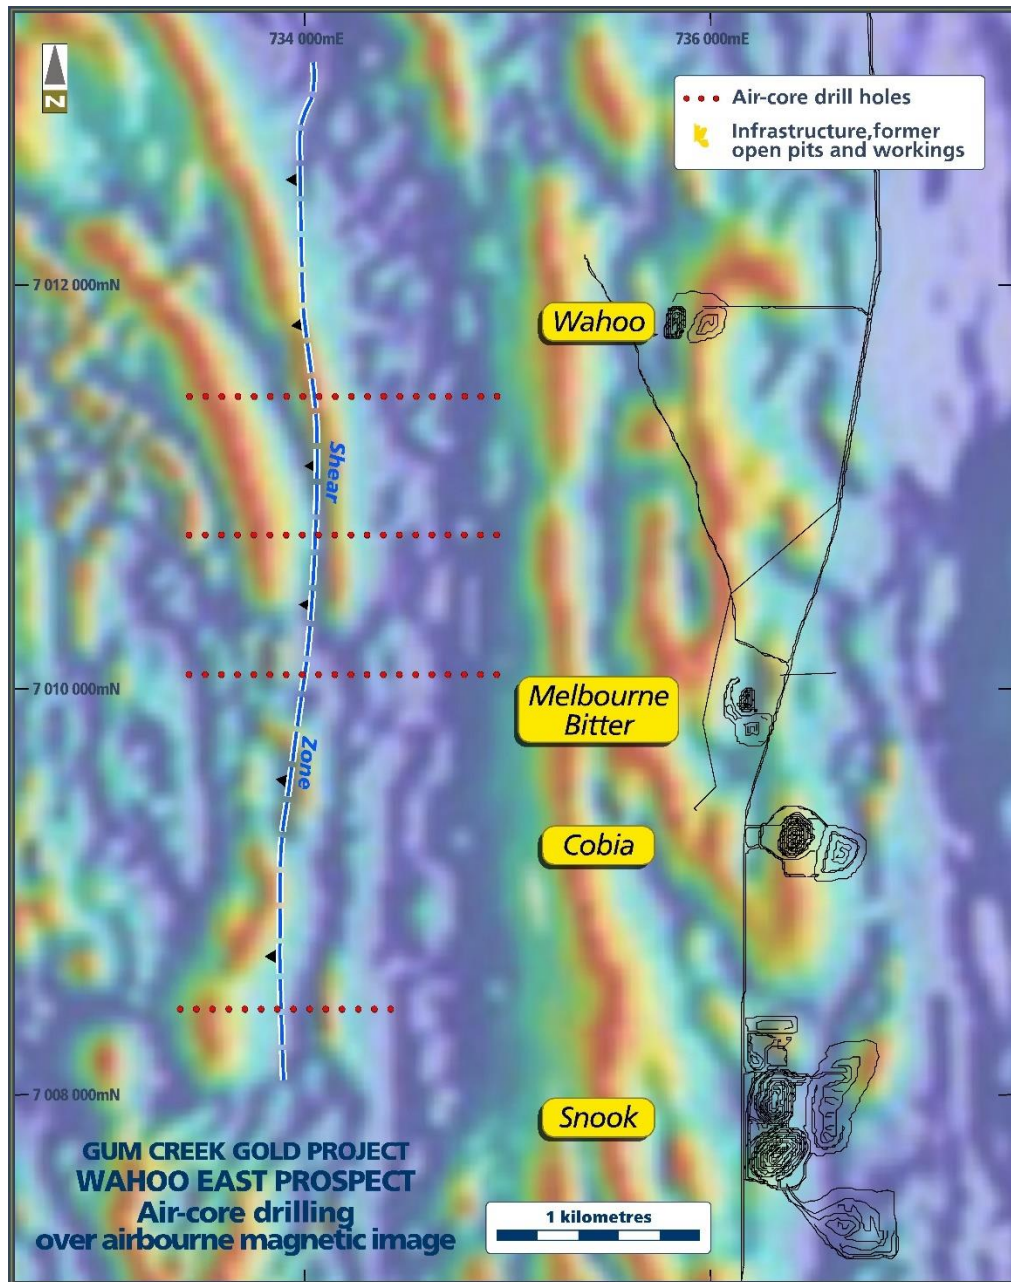 734 000mE
736 000mE
N
Air-core drill holes
Infrastructure,former
open pits and workings
7 012 000mN
Wahoo
Shear
7 010 000mN
Melbourne
Bitter
Zone
Cobia
7 008 000mN
Snook
GUM CREEK GOLD PROJECT
WAHOO EAST PROSPECT
Air-core drilling
over airbourne magnetic image
1 kilometres